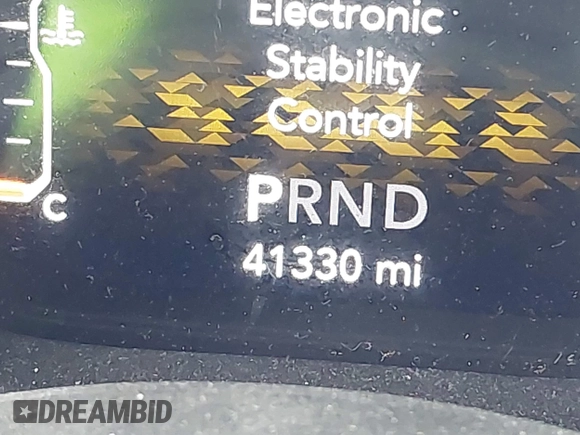 Electronic
Stability
Control
PRND
C
41330 mi
DREAMBID